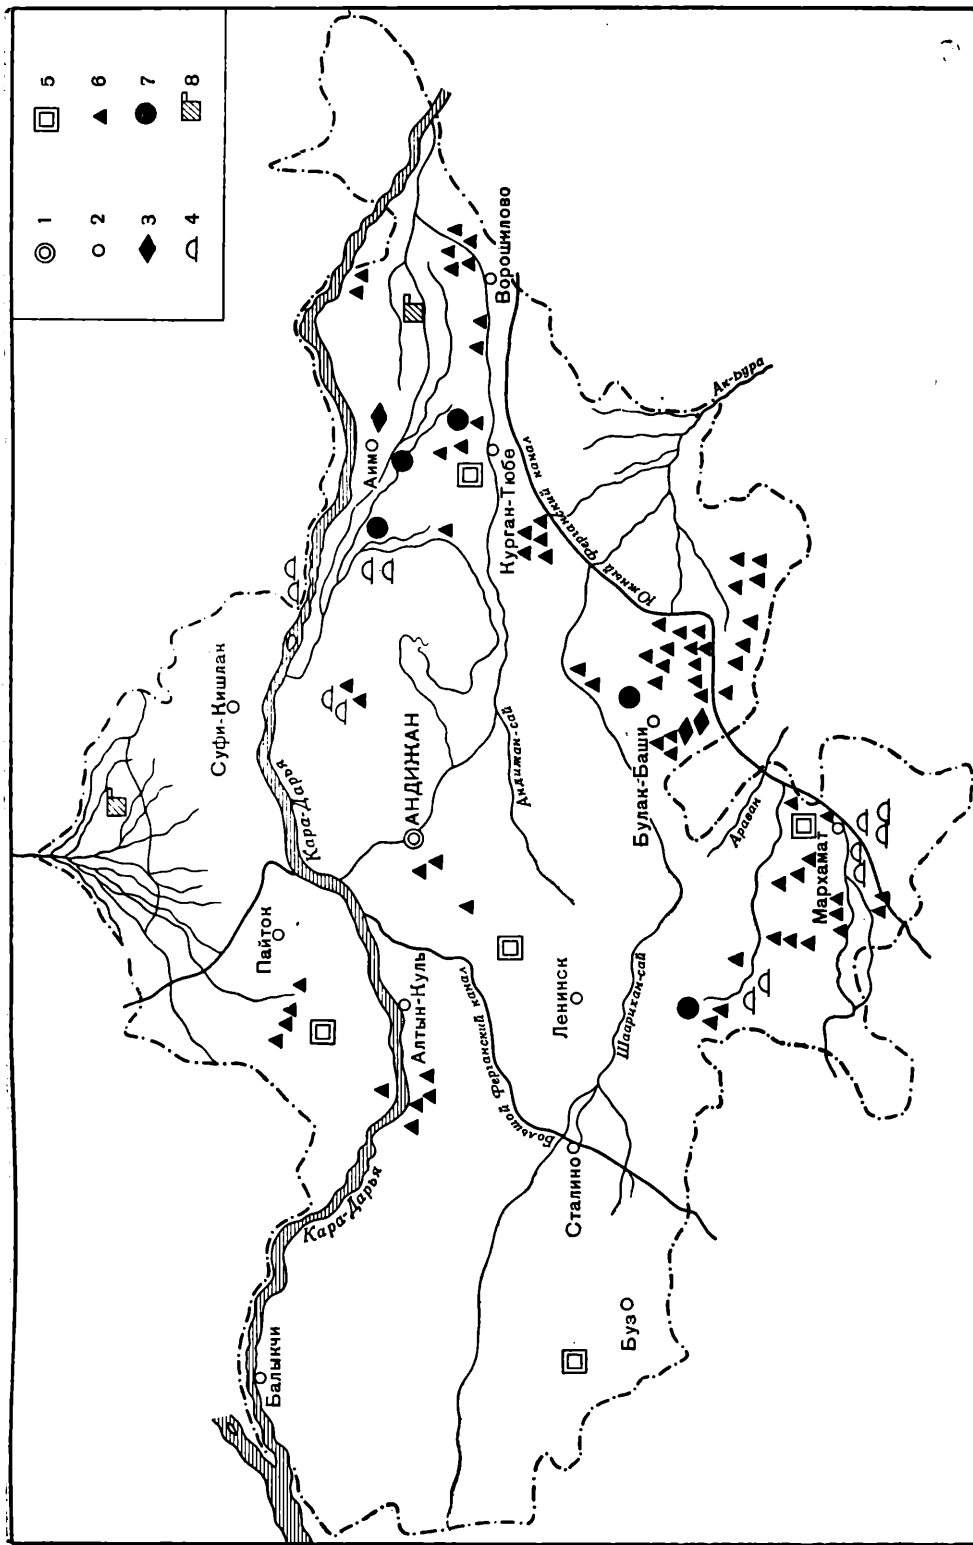 1
2
3
4
5
6
7
8
Балыкчи
Кара-Дарья
Пайток
Суфи-Кишлак
Кара-Дарья
Алтын-Куль
АНДИЖАН
Аим
Большой Ферганский канал
Ленинск
Сталино
Буз
Шаарихан-сай
Андижан-сай
Курган-Тюбе
Ворошилово
Южный Ферганский канал
Ак-Бура
Булак-Баши
Араван
Мархамат